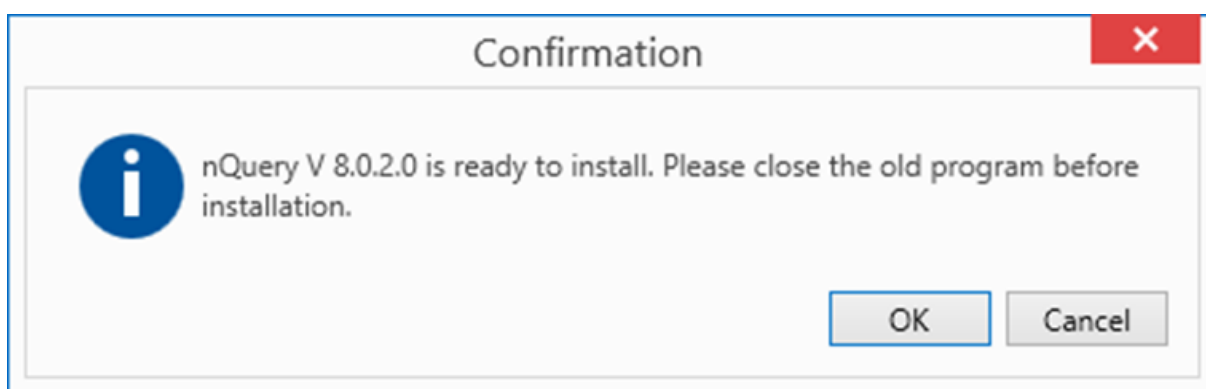 Confirmation
nQuery V 8.0.2.0 is ready to install. Please close the old program before
installation.
OK Cancel